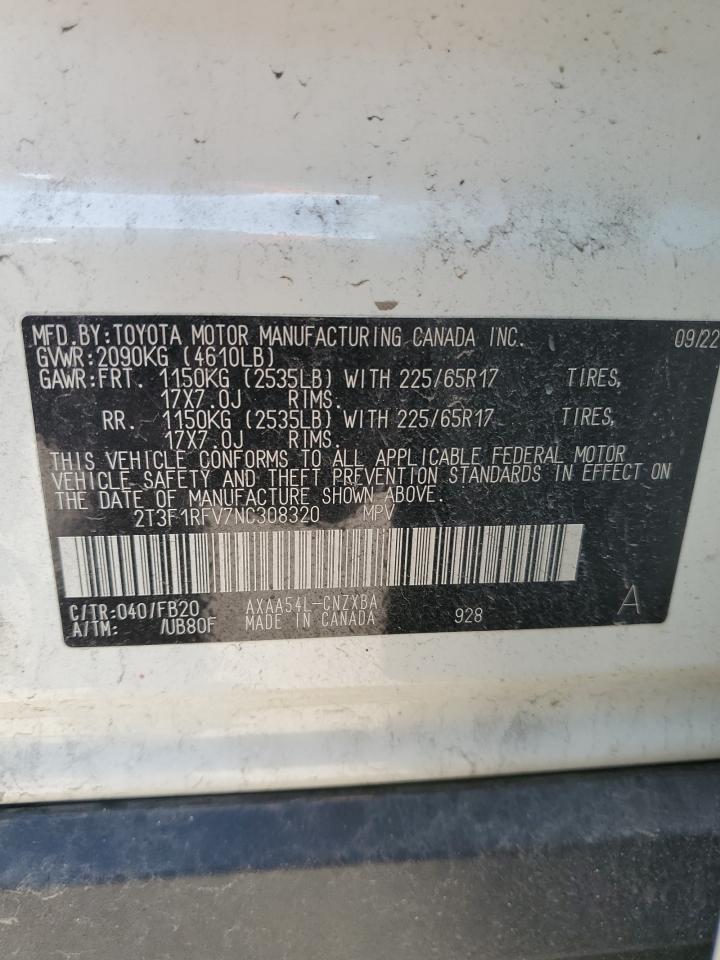 MFD.BY:TOYOTA MOTOR MANUFACTURING CANADA INC. 09/22
GVWR:2090KG (4610LB)
GAWR:FRT. 1150KG (2535LB) WITH 225/65R17 TIRES,
17X7.0J RIMS.
RR. 1150KG (2535LB) WITH 225/65R17 TIRES,
17X7.0J RIMS.
THIS VEHICLE CONFORMS TO ALL APPLICABLE FEDERAL MOTOR
VEHICLE SAFETY AND THEFT PREVENTION STANDARDS IN EFFECT ON
THE DATE OF MANUFACTURE SHOWN ABOVE.
2T3F1RFV7NC308320 MPV
C/TR:040/FB20 AXAA54L-CNZXBA 928 A
A/TM: /UB80F MADE IN CANADA